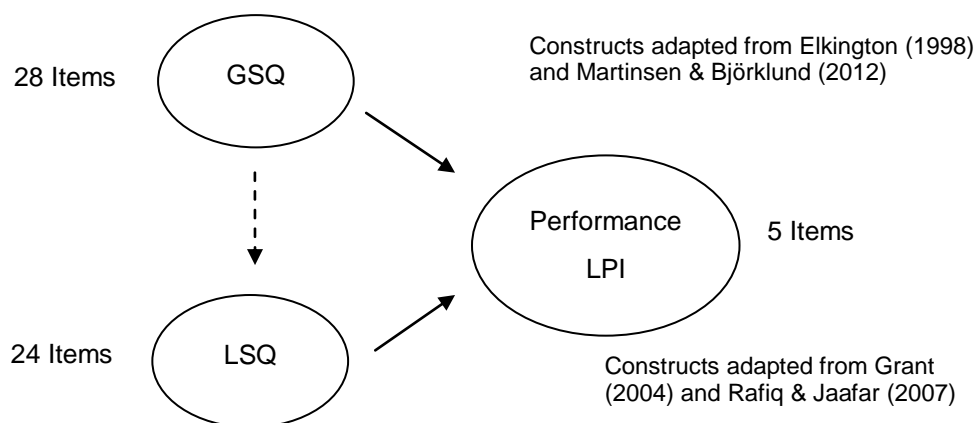 Constructs adapted from Elkington (1998)
and Martinsen & Björklund (2012)
28 Items
GSQ
Performance
LPI
5 Items
24 Items
LSQ
Constructs adapted from Grant
(2004) and Rafiq & Jaafar (2007)